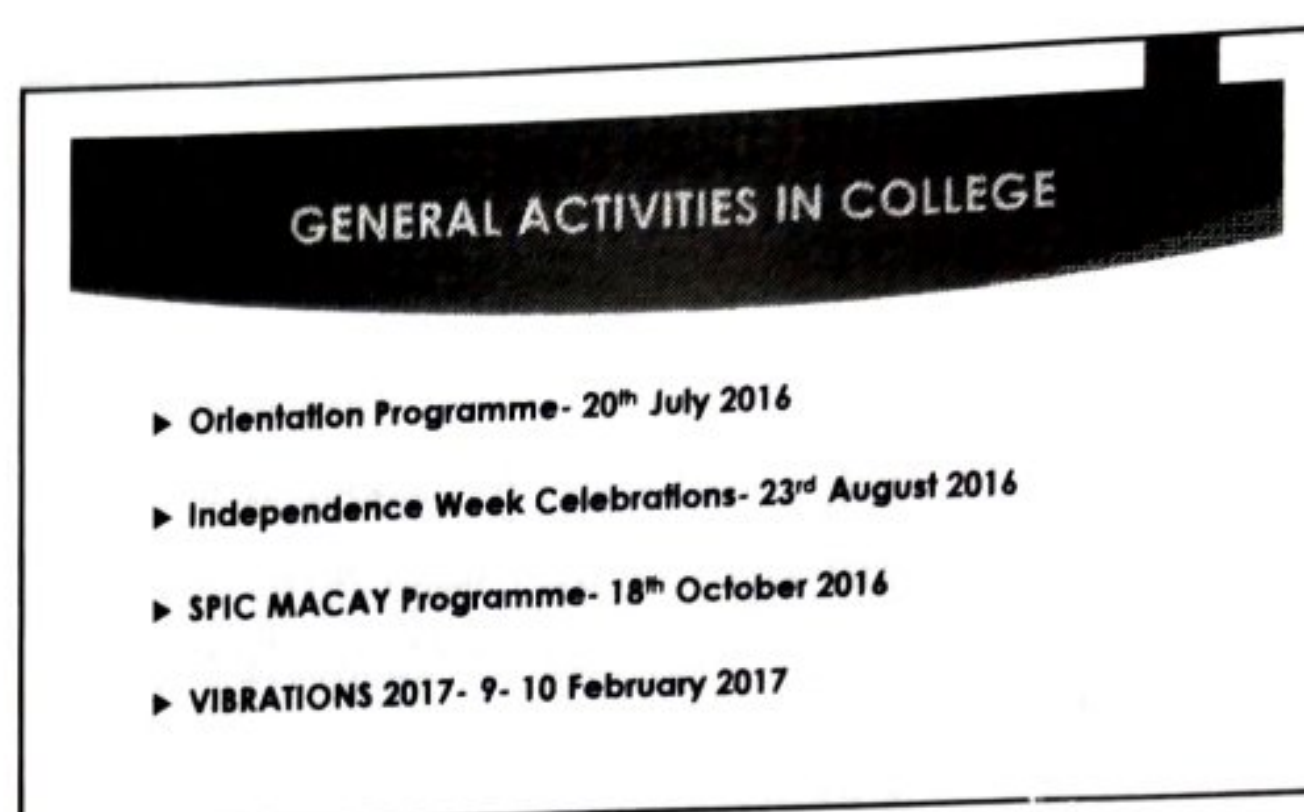 GENERAL ACTIVITIES IN COLLEGE
▶ Orientation Programme- 20th July 2016
▶ Independence Week Celebrations- 23rd August 2016
▶ SPIC MACAY Programme- 18th October 2016
▶ VIBRATIONS 2017- 9- 10 February 2017